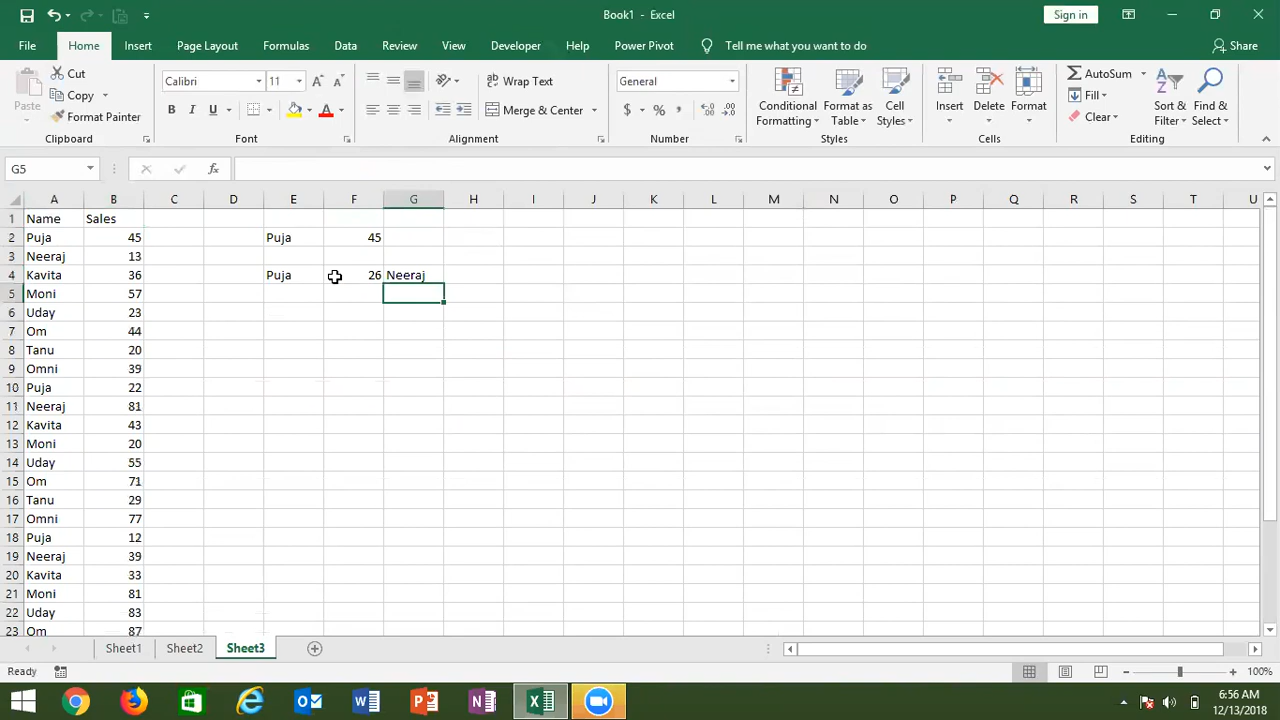 Book1 - Excel
Sign in
File Home Insert Page Layout Formulas Data Review View Developer Help Power Pivot Tell me what you want to do Share
Paste
Cut
Copy
Format Painter
Clipboard
Calibri 11
B I U
Font
Wrap Text
Merge & Center
Alignment
General
$ % ,
Number
Conditional Formatting
Format as Table
Cell Styles
Styles
Insert Delete Format
Cells
AutoSum
Fill
Clear
Sort & Filter
Find & Select
Editing
G5 fx
A B C D E F G H I J K L M N O P Q R S T U
1 Name Sales
2 Puja 45 Puja 45
3 Neeraj 13
4 Kavita 36 Puja 26 Neeraj
5 Moni 57
6 Uday 23
7 Om 44
8 Tanu 20
9 Omni 39
10 Puja 22
11 Neeraj 81
12 Kavita 43
13 Moni 20
14 Uday 55
15 Om 71
16 Tanu 29
17 Omni 77
18 Puja 12
19 Neeraj 39
20 Kavita 33
21 Moni 81
22 Uday 83
23 Om 87
Sheet1 Sheet2 Sheet3
Ready 100%
6:56 AM
12/13/2018